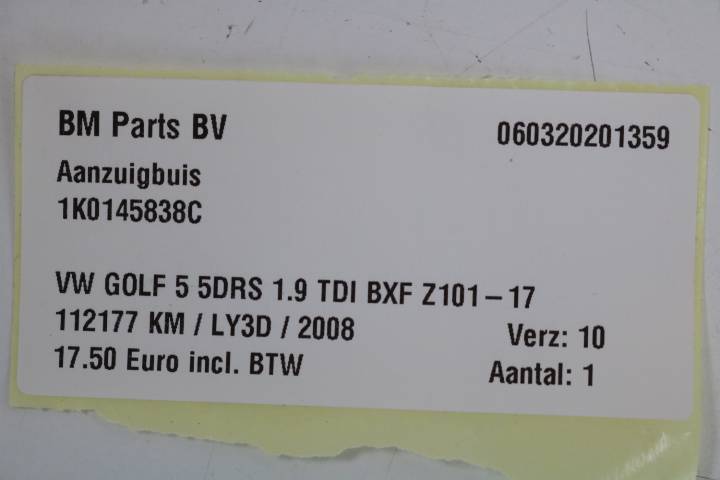 BM Parts BV 060320201359
Aanzuigbuis
1K0145838C
VW GOLF 5 5DRS 1.9 TDI BXF Z101-17
112177 KM / LY3D / 2008 Verz: 10
17.50 Euro incl. BTW Aantal: 1